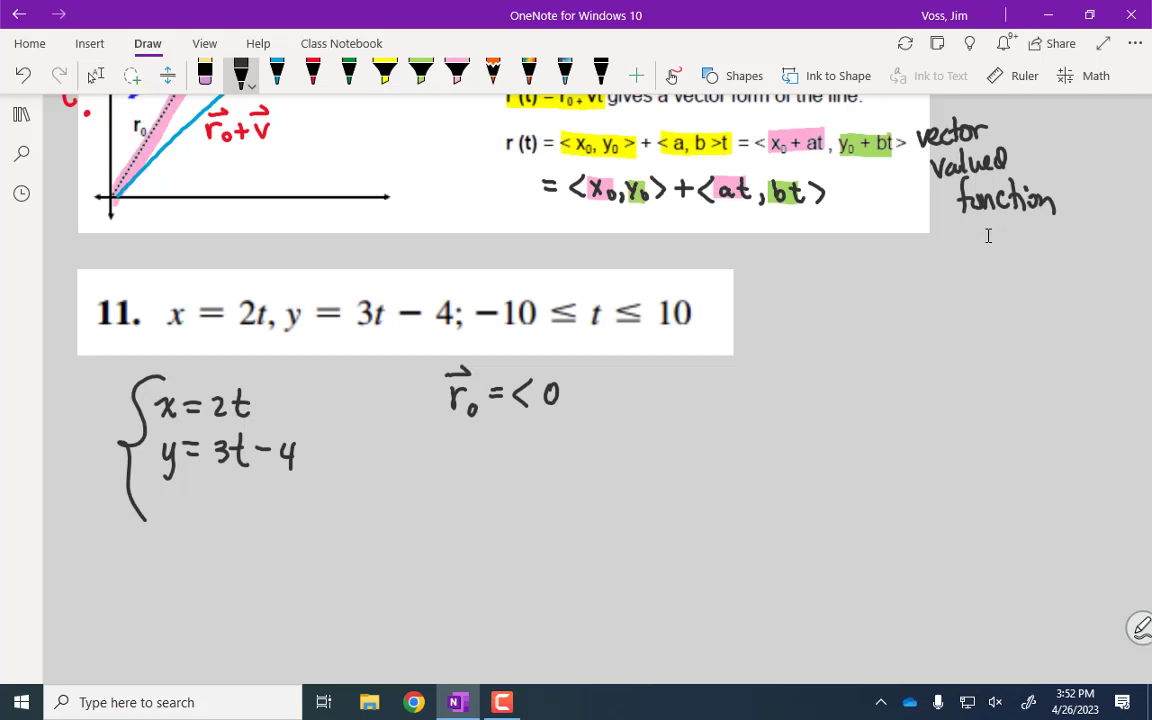 OneNote for Windows 10
Voss, Jim
Home Insert Draw View Help Class Notebook
Share
Shapes Ink to Shape Ink to Text Ruler Math
r₀
r⃗₀+v⃗
r (t) = r₀ + vt gives a vector form of the line.
r (t) = < x₀, y₀ > + < a, b >t = < x₀ + at , y₀ + bt>
= <x₀,y₀> + <at, bt>
vector
valued
function
11. x = 2t, y = 3t − 4; −10 ≤ t ≤ 10
x = 2t
y = 3t − 4
r⃗₀ = < 0
Type here to search
3:52 PM
4/26/2023